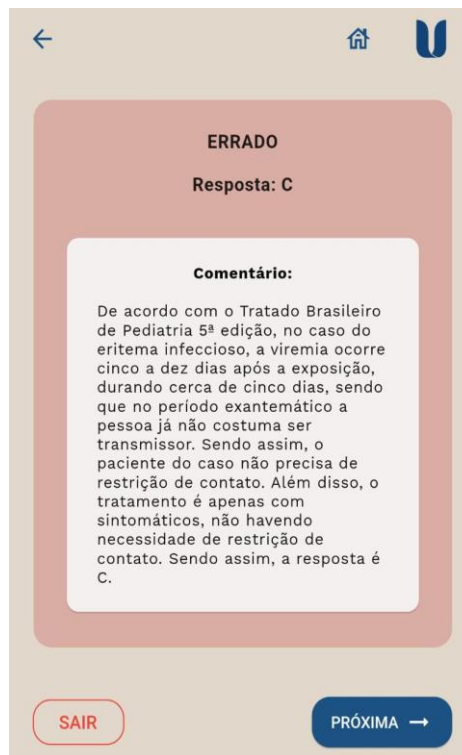 ERRADO
Resposta: C
Comentário:
De acordo com o Tratado Brasileiro
de Pediatria 5ª edição, no caso do
eritema infeccioso, a viremia ocorre
cinco a dez dias após a exposição,
durando cerca de cinco dias, sendo
que no período exantemático a
pessoa já não costuma ser
transmissor. Sendo assim, o
paciente do caso não precisa de
restrição de contato. Além disso, o
tratamento é apenas com
sintomáticos, não havendo
necessidade de restrição de
contato. Sendo assim, a resposta é
C.
SAIR
PRÓXIMA →